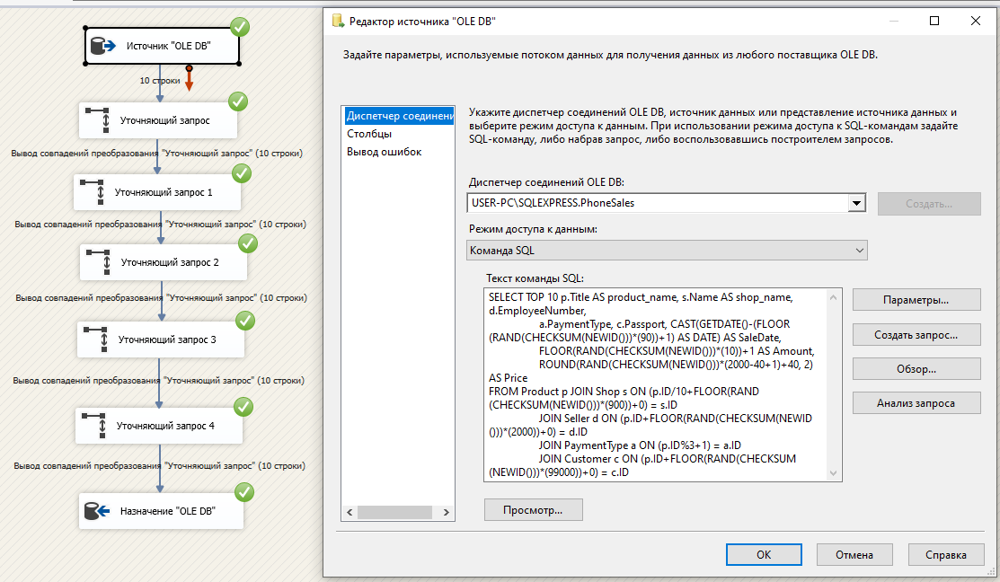 Источник "OLE DB"
10 строки
Уточняющий запрос
Вывод совпадений преобразования "Уточняющий запрос" (10 строки)
Уточняющий запрос 1
Вывод совпадений преобразования "Уточняющий запрос" (10 строки)
Уточняющий запрос 2
Вывод совпадений преобразования "Уточняющий запрос" (10 строки)
Уточняющий запрос 3
Вывод совпадений преобразования "Уточняющий запрос" (10 строки)
Уточняющий запрос 4
Вывод совпадений преобразования "Уточняющий запрос" (10 строки)
Назначение "OLE DB"
Редактор источника "OLE DB"
Задайте параметры, используемые потоком данных для получения данных из любого поставщика OLE DB.
Диспетчер соединени
Столбцы
Вывод ошибок
Укажите диспетчер соединений OLE DB, источник данных или представление источника данных и
выберите режим доступа к данным. При использовании режима доступа к SQL-командам задайте
SQL-команду, либо набрав запрос, либо воспользовавшись построителем запросов.
Диспетчер соединений OLE DB:
USER-PC\SQLEXPRESS.PhoneSales
Создать...
Режим доступа к данным:
Команда SQL
Текст команды SQL:
SELECT TOP 10 p.Title AS product_name, s.Name AS shop_name,
d.EmployeeNumber,
a.PaymentType, c.Passport, CAST(GETDATE()-(FLOOR
(RAND(CHECKSUM(NEWID()))*(90))+1) AS DATE) AS SaleDate,
FLOOR(RAND(CHECKSUM(NEWID()))*(10))+1 AS Amount,
ROUND(RAND(CHECKSUM(NEWID()))*(2000-40+1)+40, 2)
AS Price
FROM Product p JOIN Shop s ON (p.ID/10+FLOOR(RAND
(CHECKSUM(NEWID()))*(900))+0) = s.ID
JOIN Seller d ON (p.ID+FLOOR(RAND(CHECKSUM(NEWID
()))*(2000))+0) = d.ID
JOIN PaymentType a ON (p.ID%3+1) = a.ID
JOIN Customer c ON (p.ID+FLOOR(RAND(CHECKSUM
(NEWID()))*(99000))+0) = c.ID
Параметры...
Создать запрос...
Обзор...
Анализ запроса
Просмотр...
OK
Отмена
Справка